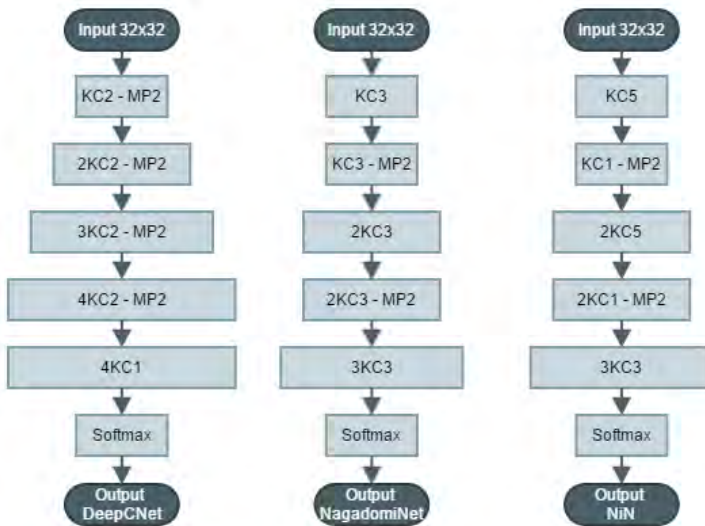 Input 32x32
KC2 - MP2
2KC2 - MP2
3KC2 - MP2
4KC2 - MP2
4KC1
Softmax
Output
DeepCNet
Input 32x32
KC3
KC3 - MP2
2KC3
2KC3 - MP2
3KC3
Softmax
Output
NagadomiNet
Input 32x32
KC5
KC1 - MP2
2KC5
2KC1 - MP2
3KC3
Softmax
Output
NiN